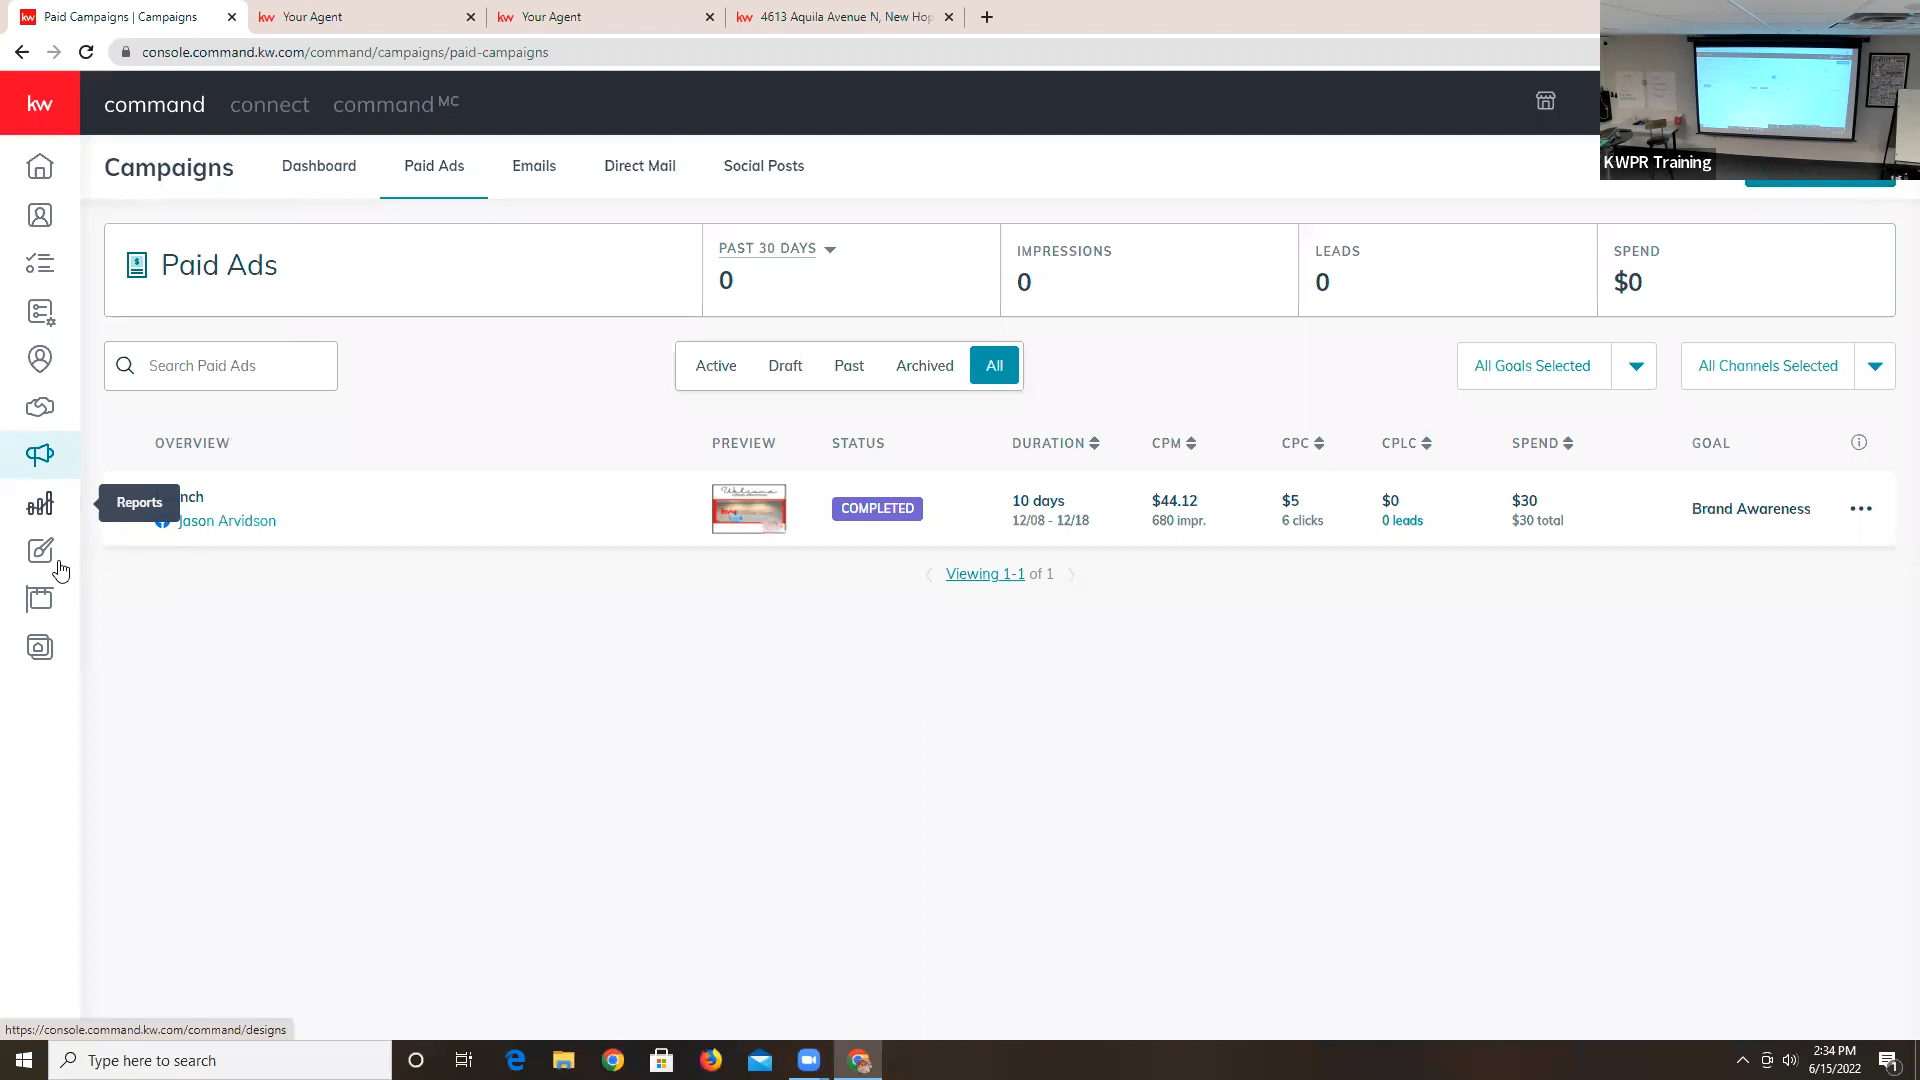 Paid Campaigns | Campaigns
kw Your Agent
kw Your Agent
kw 4613 Aquila Avenue N, New Hop
console.command.kw.com/command/campaigns/paid-campaigns
kw
command connect command MC
KWPR Training
Campaigns
Dashboard
Paid Ads
Emails
Direct Mail
Social Posts
Paid Ads
PAST 30 DAYS
0
IMPRESSIONS
0
LEADS
0
SPEND
$0
Search Paid Ads
Active
Draft
Past
Archived
All
All Goals Selected
All Channels Selected
OVERVIEW
PREVIEW
STATUS
DURATION
CPM
CPC
CPLC
SPEND
GOAL
Reports
nch
Jason Arvidson
Welcome
COMPLETED
10 days
12/08 - 12/18
$44.12
680 impr.
$5
6 clicks
$0
0 leads
$30
$30 total
Brand Awareness
Viewing 1-1 of 1
https://console.command.kw.com/command/designs
Type here to search
2:34 PM
6/15/2022
1